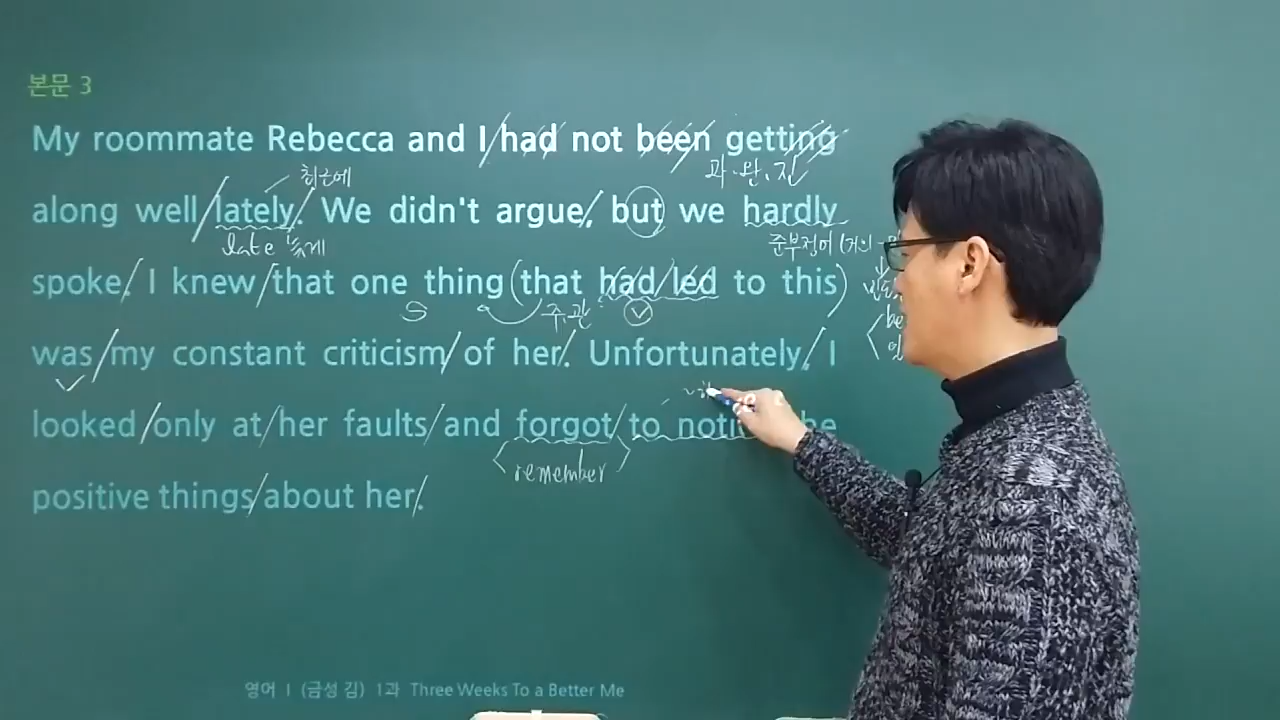 본문 3
My roommate Rebecca and I had not been getting
과.완.진
최근에
along well lately. We didn't argue, but we hardly
late 늦게
준부정어 (거의
spoke. I knew that one thing (that had led to this)
S 주.관 V
be
was my constant criticism of her. Unfortunately, I
looked only at her faults and forgot to he
remember
positive things about her.
영어 I (금성 김) 1과 Three Weeks To a Better Me